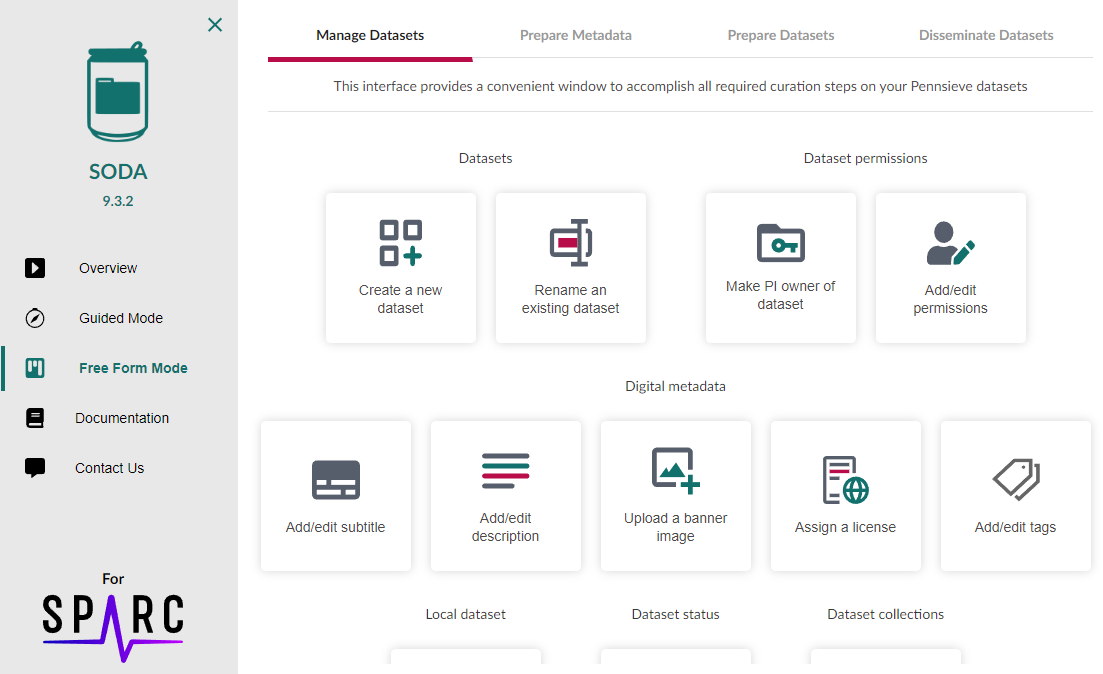 SODA
9.3.2
Overview
Guided Mode
Free Form Mode
Documentation
Contact Us
For
SPARC
Manage Datasets
Prepare Metadata
Prepare Datasets
Disseminate Datasets
This interface provides a convenient window to accomplish all required curation steps on your Pennsieve datasets
Datasets
Create a new
dataset
Rename an
existing dataset
Dataset permissions
Make PI owner of
dataset
Add/edit
permissions
Digital metadata
Add/edit subtitle
Add/edit
description
Upload a banner
image
Assign a license
Add/edit tags
Local dataset
Dataset status
Dataset collections